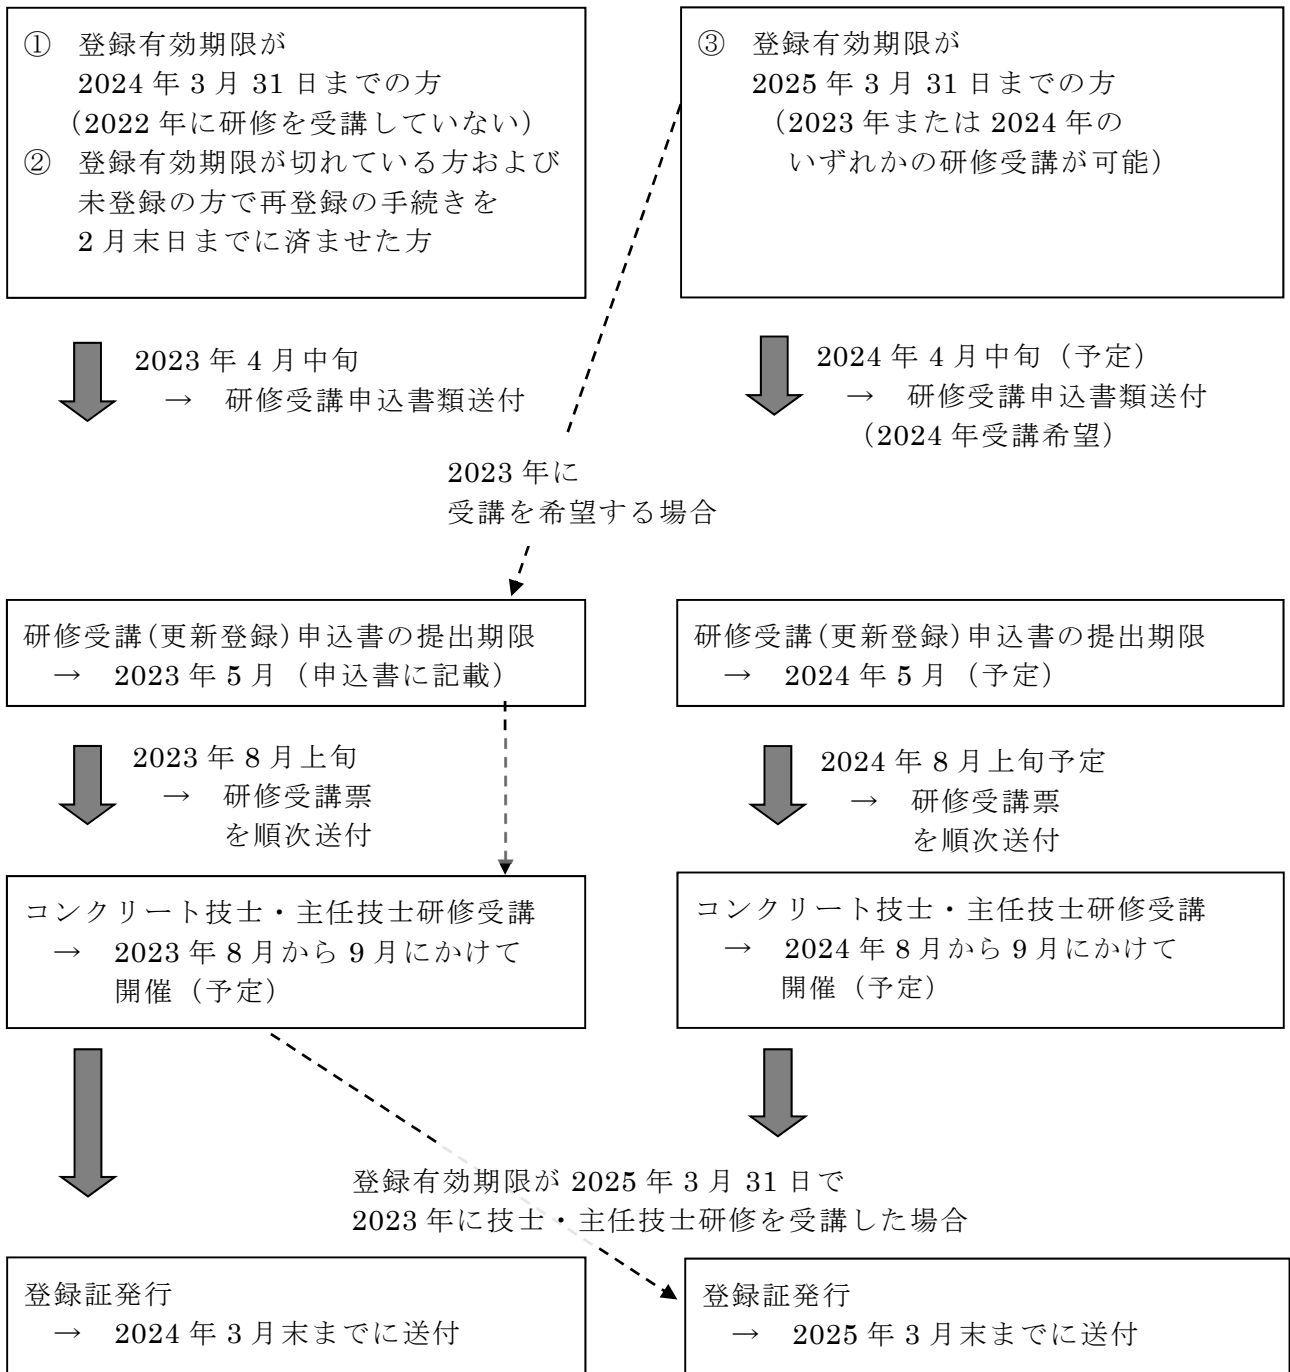 ① 登録有効期限が
2024 年 3 月 31 日までの方
（2022 年に研修を受講していない）
② 登録有効期限が切れている方および
未登録の方で再登録の手続きを
2 月末日までに済ませた方
③ 登録有効期限が
2025 年 3 月 31 日までの方
（2023 年または 2024 年の
いずれかの研修受講が可能）
2023 年 4 月中旬
→ 研修受講申込書類送付
2024 年 4 月中旬（予定）
→ 研修受講申込書類送付
（2024 年受講希望）
2023 年に
受講を希望する場合
研修受講(更新登録)申込書の提出期限
→ 2023 年 5 月（申込書に記載）
研修受講(更新登録)申込書の提出期限
→ 2024 年 5 月（予定）
2023 年 8 月上旬
→ 研修受講票
を順次送付
2024 年 8 月上旬予定
→ 研修受講票
を順次送付
コンクリート技士・主任技士研修受講
→ 2023 年 8 月から 9 月にかけて
開催（予定）
コンクリート技士・主任技士研修受講
→ 2024 年 8 月から 9 月にかけて
開催（予定）
登録有効期限が 2025 年 3 月 31 日で
2023 年に技士・主任技士研修を受講した場合
登録証発行
→ 2024 年 3 月末までに送付
登録証発行
→ 2025 年 3 月末までに送付